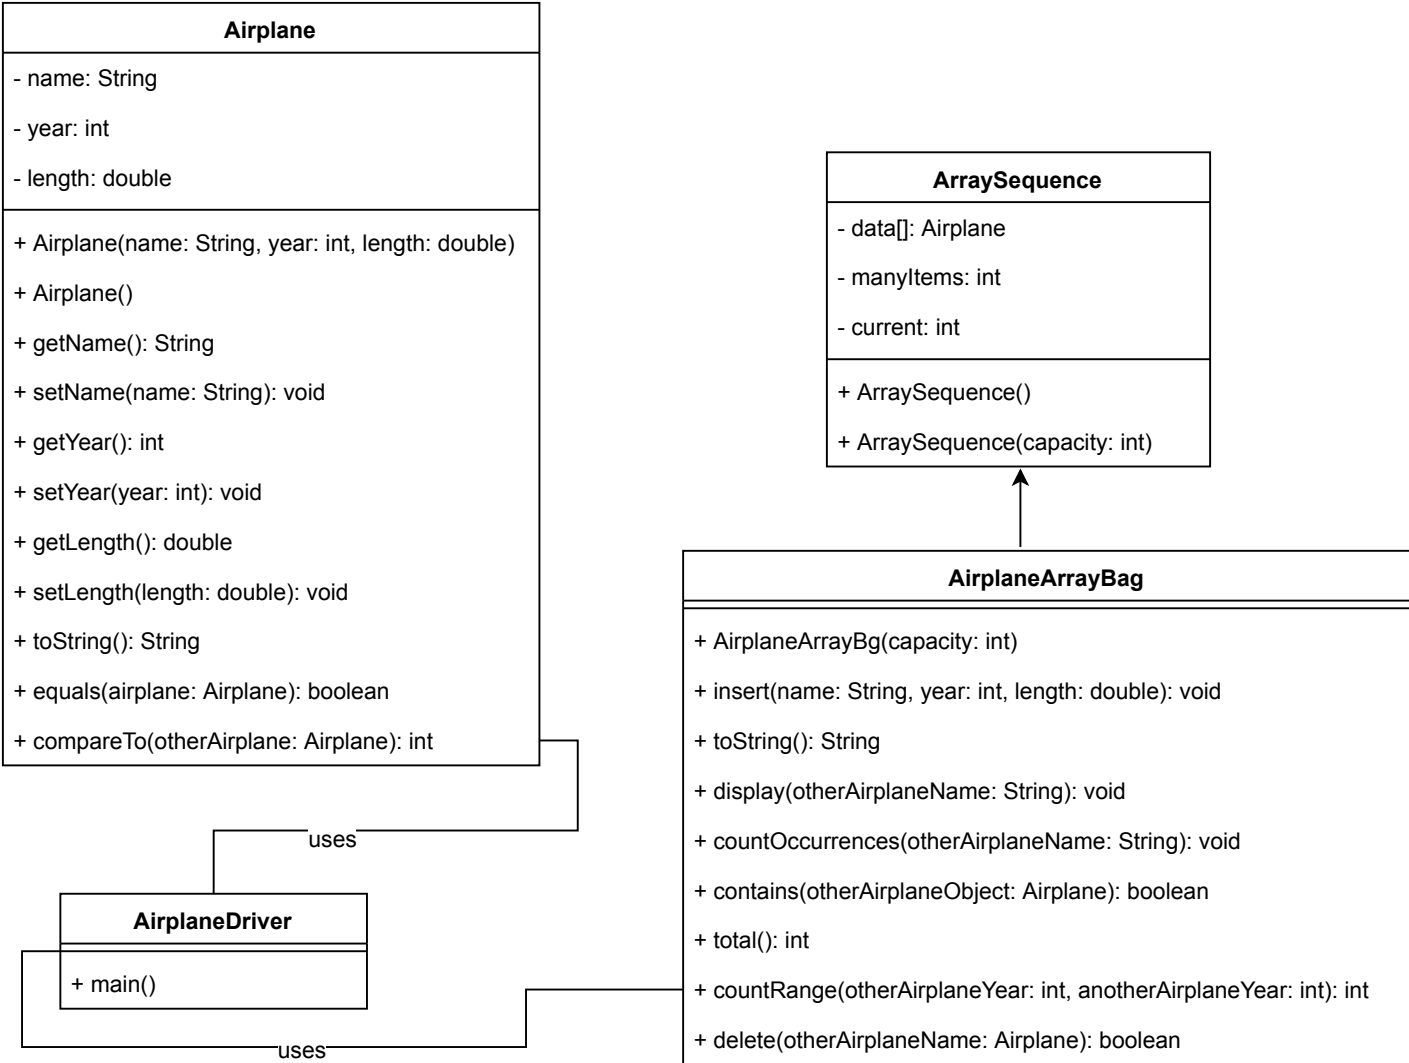 Airplane
- name: String
- year: int
- length: double
+ Airplane(name: String, year: int, length: double)
+ Airplane()
+ getName(): String
+ setName(name: String): void
+ getYear(): int
+ setYear(year: int): void
+ getLength(): double
+ setLength(length: double): void
+ toString(): String
+ equals(airplane: Airplane): boolean
+ compareTo(otherAirplane: Airplane): int
ArraySequence
- data[]: Airplane
- manyItems: int
- current: int
+ ArraySequence()
+ ArraySequence(capacity: int)
AirplaneArrayBag
+ AirplaneArrayBg(capacity: int)
+ insert(name: String, year: int, length: double): void
+ toString(): String
+ display(otherAirplaneName: String): void
+ countOccurrences(otherAirplaneName: String): void
+ contains(otherAirplaneObject: Airplane): boolean
+ total(): int
+ countRange(otherAirplaneYear: int, anotherAirplaneYear: int): int
+ delete(otherAirplaneName: Airplane): boolean
uses
AirplaneDriver
+ main()
uses